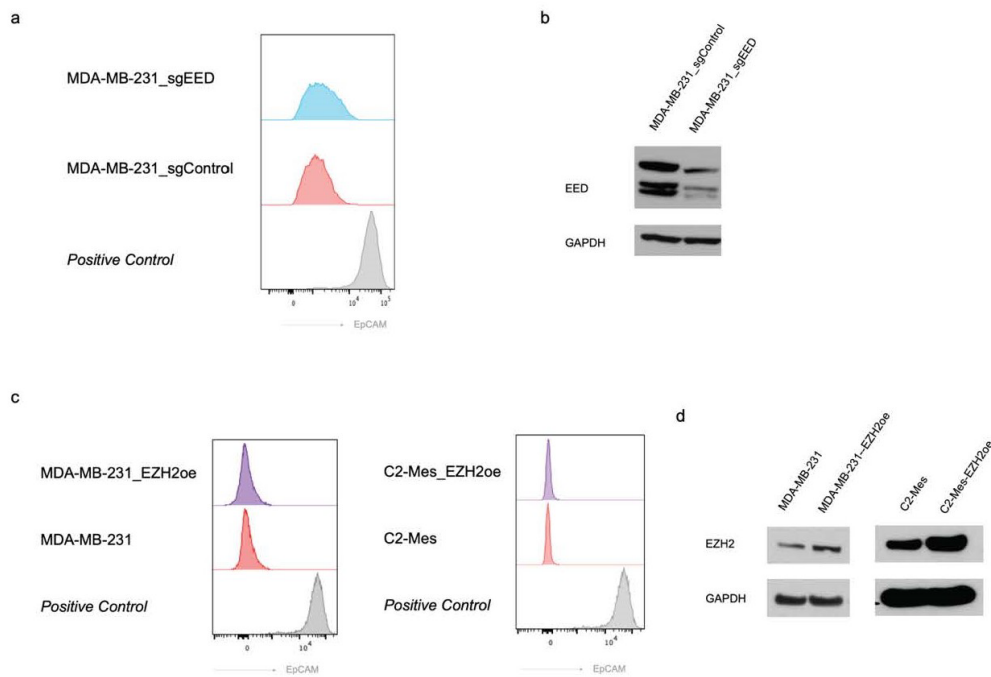 a
MDA-MB-231_sgEED
MDA-MB-231_sgControl
Positive Control
0 10^4 10^5
EpCAM
b
MDA-MB-231_sgControl
MDA-MB-231_sgEED
EED
GAPDH
c
MDA-MB-231_EZH2oe
MDA-MB-231
Positive Control
0 10^4
EpCAM
C2-Mes_EZH2oe
C2-Mes
Positive Control
0 10^4
EpCAM
d
MDA-MB-231
MDA-MB-231--EZH2oe
C2-Mes
C2-Mes-EZH2oe
EZH2
GAPDH